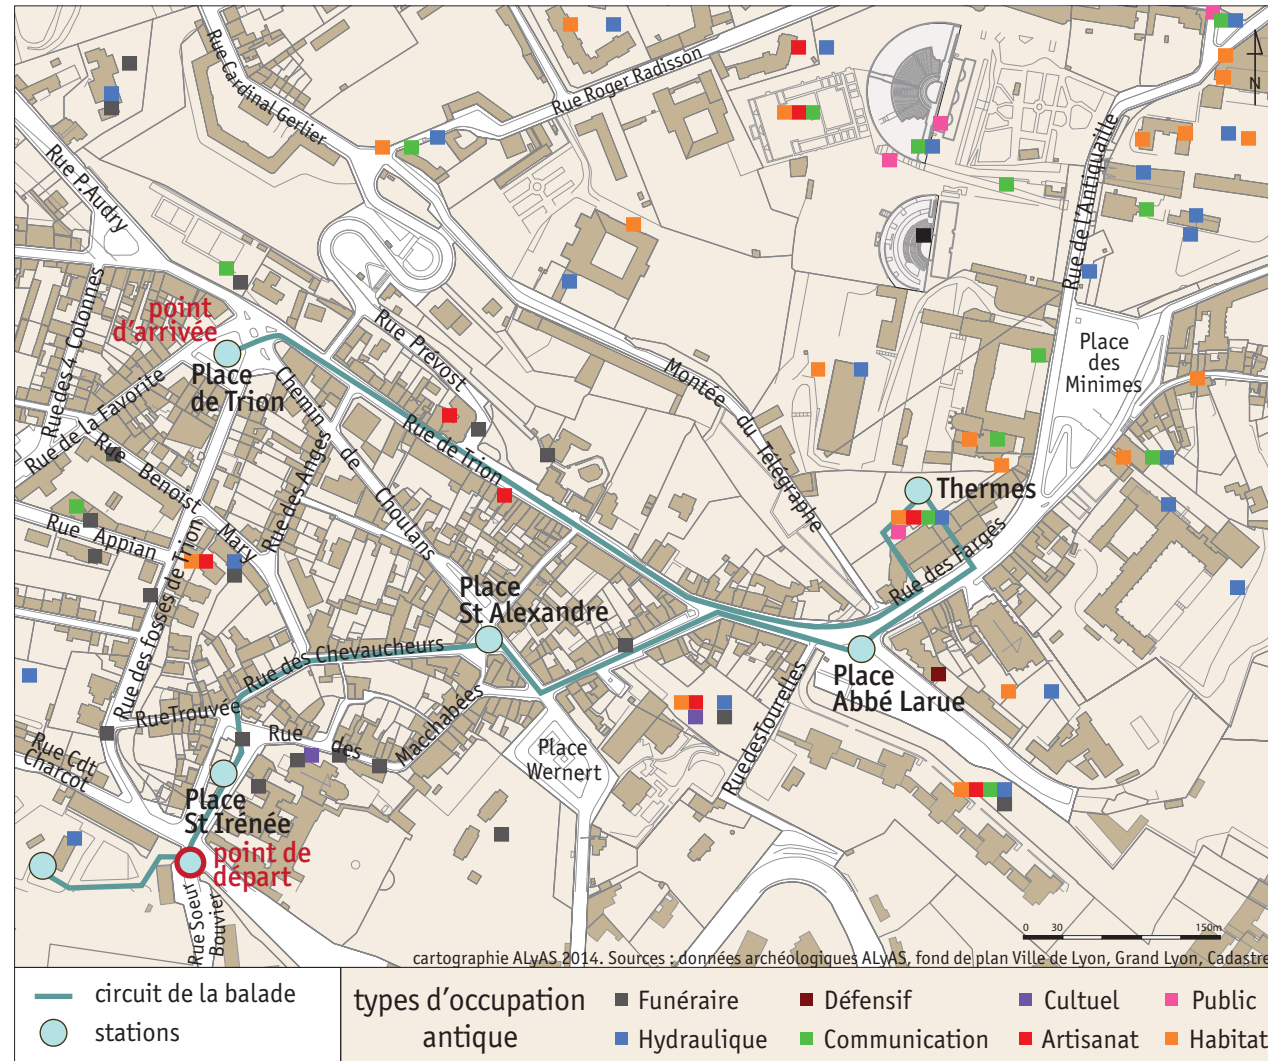 Rue Cardinal Gerlier
Rue Roger Radisson
N
Rue P. Audry
Rue de l'Antiquaille
Rue des 4 Colonnes
point
d'arrivée
Place
de Trion
Rue Prévost
Place
des
Minimes
Montée du Télégraphe
Rue de la Favorite
Chemin de Choulans
Rue de Trion
Rue des Anges
Rue Benoist Mary
Thermes
Rue Appian
Rue des fosses de Trion
Rue des Farges
Place
St Alexandre
Rue des Chevaucheurs
Place
Abbé Larue
Rue Trouvée
Rue des Macchabées
Rue des Tourelles
Place
Wernert
Rue Cdt
Charcot
Place
St Irénée
point de
départ
Rue Soeur
Bouvier
0 30 150m
cartographie ALyAS 2014. Sources : données archéologiques ALyAS, fond de plan Ville de Lyon, Grand Lyon, Cadastre
circuit de la balade
stations
types d'occupation
antique
Funéraire
Défensif
Cultuel
Public
Hydraulique
Communication
Artisanat
Habitat